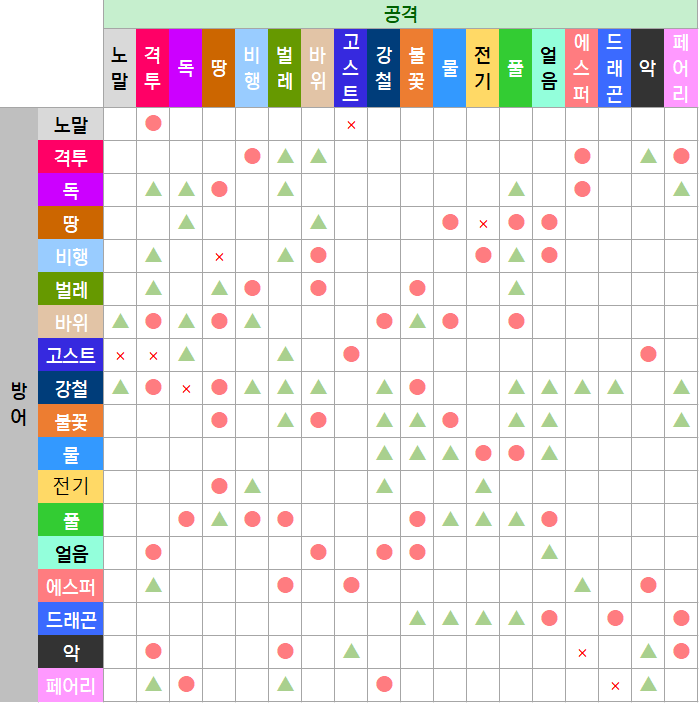 공격
노말 격투 독 땅 비행 벌레 바위 고스트 강철 불꽃 물 전기 풀 얼음 에스퍼 드래곤 악 페어리
방어
노말 ● ×
격투 ● ▲ ▲ ● ▲ ●
독 ▲ ▲ ● ▲ ▲ ● ▲
땅 ▲ ▲ ● × ● ●
비행 ▲ × ▲ ● ● ▲ ●
벌레 ▲ ▲ ● ● ● ▲
바위 ▲ ● ▲ ● ▲ ● ▲ ● ●
고스트 × × ▲ ▲ ● ●
강철 ▲ ● × ● ▲ ▲ ▲ ▲ ● ▲ ▲ ▲ ▲ ▲
불꽃 ● ▲ ● ▲ ▲ ● ▲ ▲ ▲
물 ▲ ▲ ▲ ● ● ▲
전기 ● ▲ ▲ ▲
풀 ● ▲ ● ● ● ▲ ▲ ▲ ●
얼음 ● ● ● ● ▲
에스퍼 ▲ ● ● ▲ ●
드래곤 ▲ ▲ ▲ ▲ ● ● ●
악 ● ● ▲ × ▲ ●
페어리 ▲ ● ▲ ● × ▲